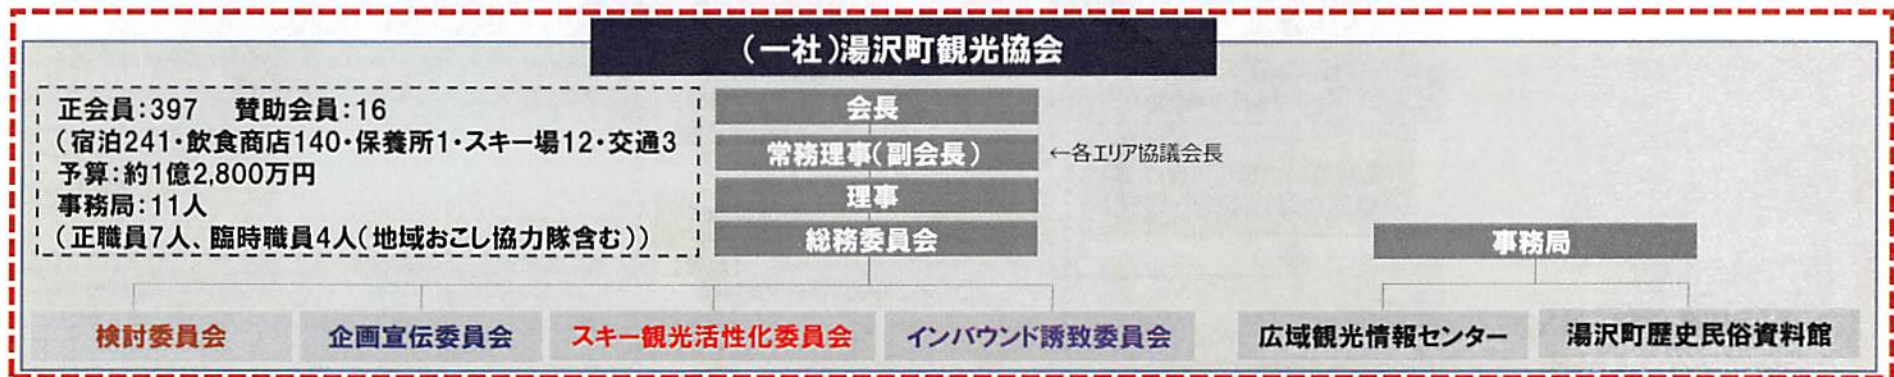 (一社)湯沢町観光協会
正会員:397 賛助会員:16
(宿泊241・飲食商店140・保養所1・スキー場12・交通3
予算:約1億2,800万円
事務局:11人
(正職員7人、臨時職員4人(地域おこし協力隊含む))
会長
常務理事(副会長)
←各エリア協議会長
理事
総務委員会
事務局
検討委員会
企画宣伝委員会
スキー観光活性化委員会
インバウンド誘致委員会
広域観光情報センター
湯沢町歴史民俗資料館